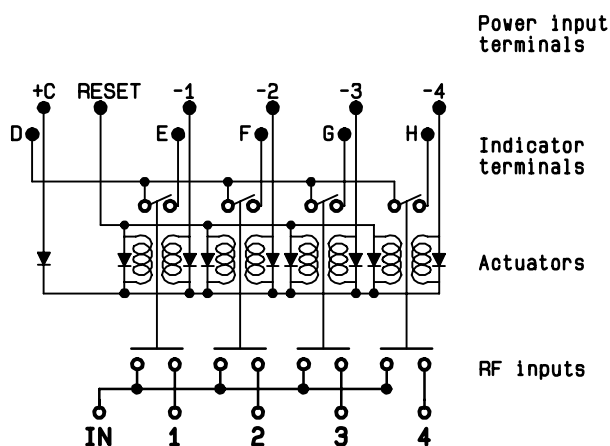 Power input
terminals
+C RESET -1 -2 -3 -4
D E F G H
Indicator
terminals
Actuators
RF inputs
IN 1 2 3 4